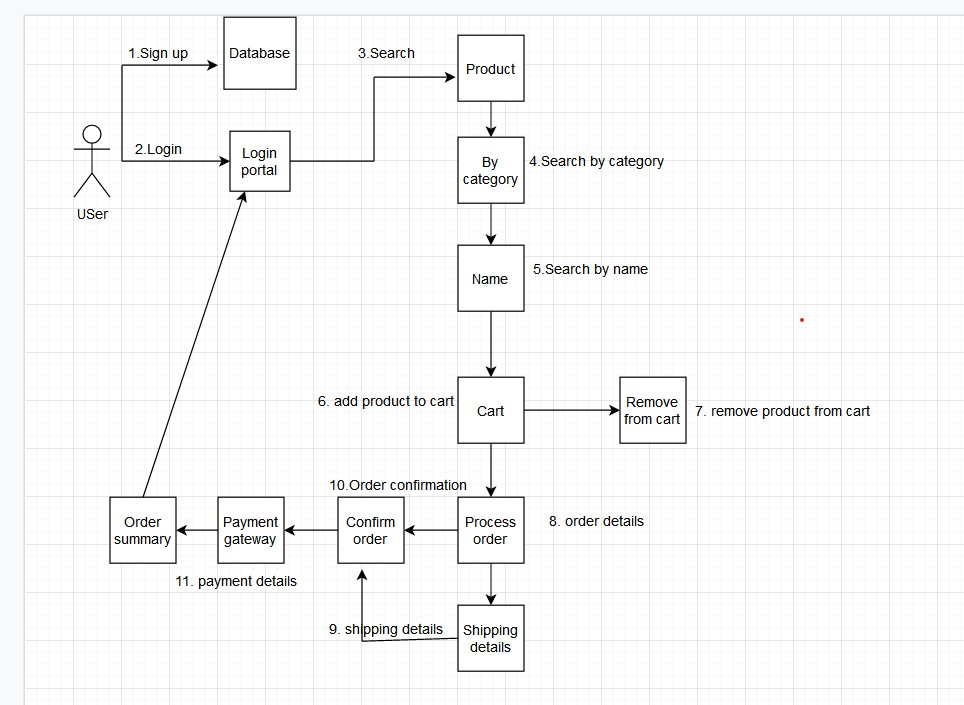 1.Sign up
Database
3.Search
Product
2.Login
Login
portal
By
category
4.Search by category
USer
Name
5.Search by name
6. add product to cart
Cart
Remove
from cart
7. remove product from cart
10.Order confirmation
Order
summary
Payment
gateway
Confirm
order
Process
order
8. order details
11. payment details
9. shipping details
Shipping
details